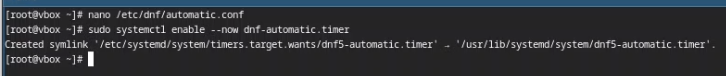 [root@vbox ~]# nano /etc/dnf/automatic.conf
[root@vbox ~]# sudo systemctl enable --now dnf-automatic.timer
Created symlink '/etc/systemd/system/timers.target.wants/dnf5-automatic.timer' → '/usr/lib/systemd/system/dnf5-automatic.timer'.
[root@vbox ~]#